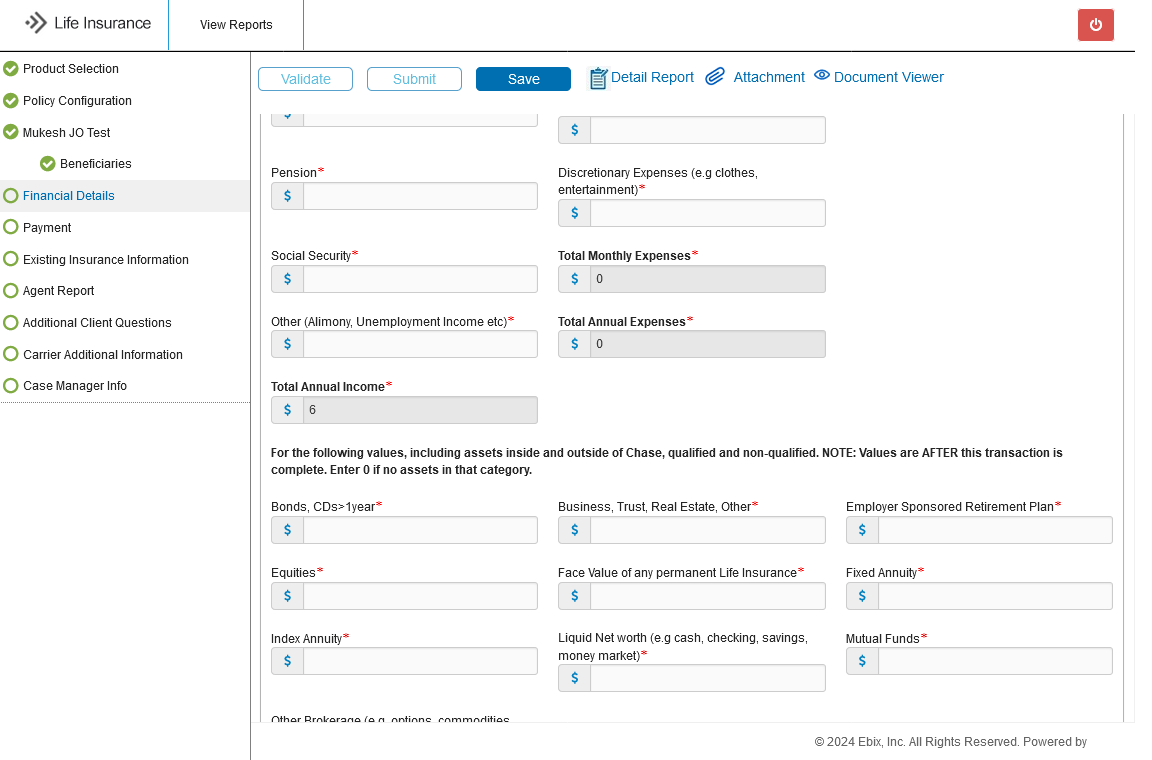 Life Insurance
View Reports
Product Selection
Policy Configuration
Mukesh JO Test
Beneficiaries
Financial Details
Payment
Existing Insurance Information
Agent Report
Additional Client Questions
Carrier Additional Information
Case Manager Info
Validate
Submit
Save
Detail Report
Attachment
Document Viewer
$
$
Pension*
$
Discretionary Expenses (e.g clothes,
entertainment)*
$
Social Security*
$
Total Monthly Expenses*
$ 0
Other (Alimony, Unemployment Income etc)*
$
Total Annual Expenses*
$ 0
Total Annual Income*
$ 6
For the following values, including assets inside and outside of Chase, qualified and non-qualified. NOTE: Values are AFTER this transaction is
complete. Enter 0 if no assets in that category.
Bonds, CDs>1year*
$
Business, Trust, Real Estate, Other*
$
Employer Sponsored Retirement Plan*
$
Equities*
$
Face Value of any permanent Life Insurance*
$
Fixed Annuity*
$
Index Annuity*
$
Liquid Net worth (e.g cash, checking, savings,
money market)*
$
Mutual Funds*
$
Other Brokerage (e.g. options, commodities
© 2024 Ebix, Inc. All Rights Reserved. Powered by